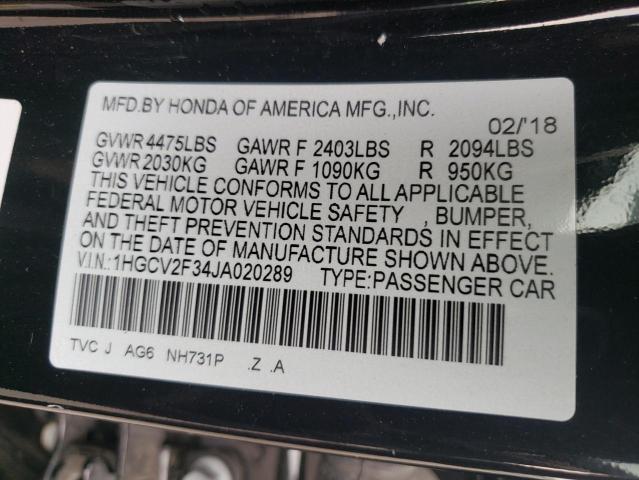 MFD.BY HONDA OF AMERICA MFG.,INC.
02/'18
GVWR 4475LBS GAWR F 2403LBS R 2094LBS
GVWR 2030KG GAWR F 1090KG R 950KG
THIS VEHICLE CONFORMS TO ALL APPLICABLE
FEDERAL MOTOR VEHICLE SAFETY , BUMPER,
AND THEFT PREVENTION STANDARDS IN EFFECT
ON THE DATE OF MANUFACTURE SHOWN ABOVE.
V.I.N.:1HGCV2F34JA020289 TYPE:PASSENGER CAR
TVC J AG6 NH731P .Z .A